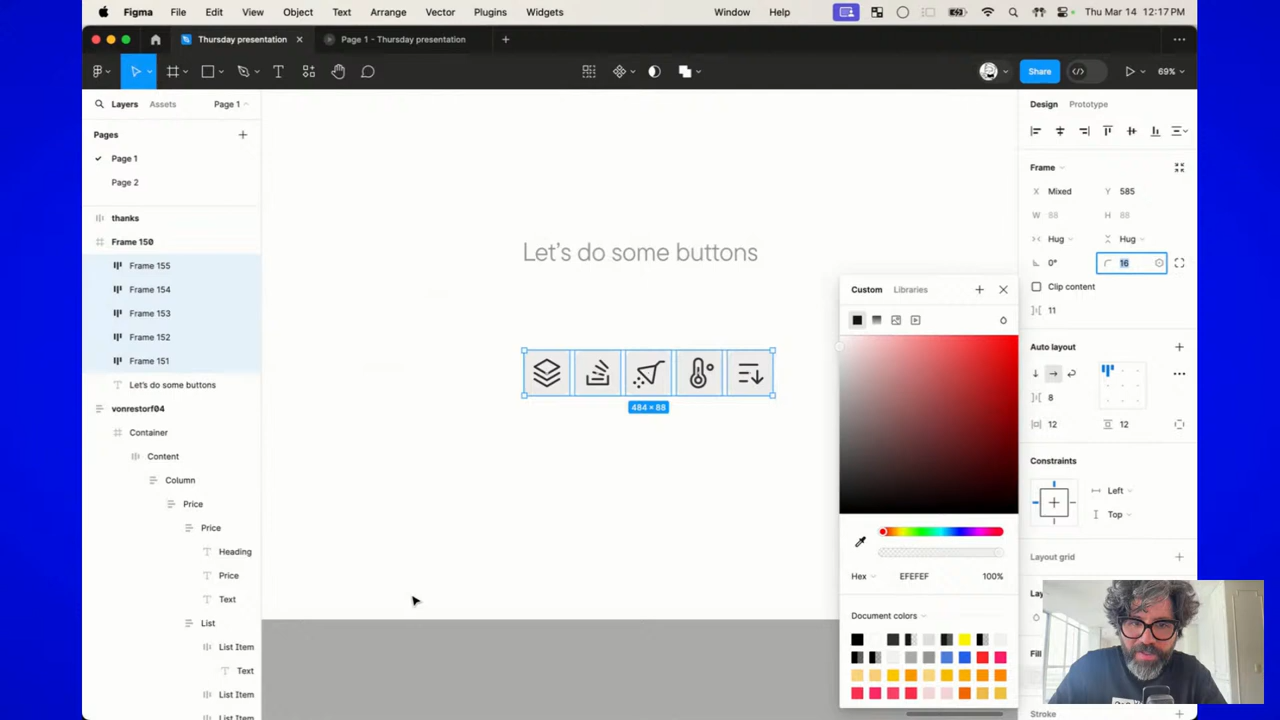 Figma File Edit View Object Text Arrange Vector Plugins Widgets Window Help Thu Mar 14 12:17 PM
Thursday presentation
Page 1 - Thursday presentation
Share
69%
Layers Assets Page 1
Pages
Page 1
Page 2
thanks
Frame 150
Frame 155
Frame 154
Frame 153
Frame 152
Frame 151
Let's do some buttons
vonrestorf04
Container
Content
Column
Price
Price
Heading
Price
Text
List
List Item
Text
List Item
List Item
Let's do some buttons
484 × 88
Custom Libraries
Hex EFEFEF 100%
Document colors
Design Prototype
Frame
X Mixed Y 585
W 88 H 88
Hug Hug
0° 16
Clip content
11
Auto layout
8
12 12
Constraints
Left
Top
Layout grid
Fill
Stroke